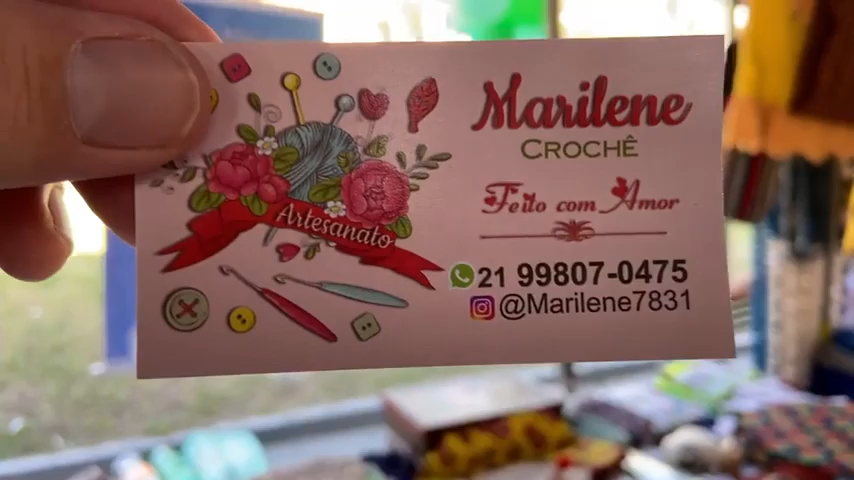 Marilene
CROCHÊ
Feito com Amor
Artesanato
21 99807-0475
@Marilene7831